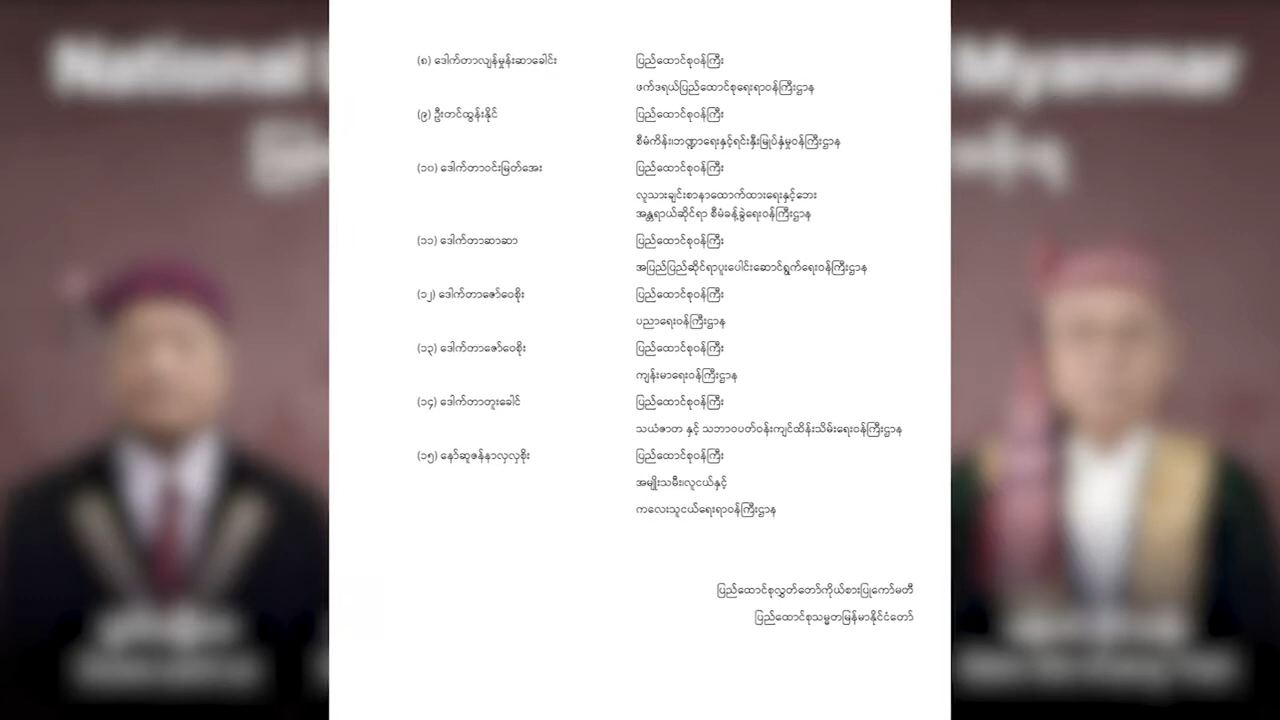 National
Myanmar
(၈) ဒေါက်တာလျန်မှုန်းဆာခေါင်း ပြည်ထောင်စုဝန်ကြီး
ဖက်ဒရယ်ပြည်ထောင်စုရေးရာဝန်ကြီးဌာန
(၉) ဦးတင်ထွန်းနိုင် ပြည်ထောင်စုဝန်ကြီး
စီမံကိန်း၊ဘဏ္ဍာရေးနှင့်ရင်းနှီးမြှုပ်နှံမှုဝန်ကြီးဌာန
(၁၀) ဒေါက်တာဝင်းမြတ်အေး ပြည်ထောင်စုဝန်ကြီး
လူသားချင်းစာနာထောက်ထားရေးနှင့်ဘေး
အန္တရာယ်ဆိုင်ရာ စီမံခန့်ခွဲရေးဝန်ကြီးဌာန
(၁၁) ဒေါက်တာဆာဆာ ပြည်ထောင်စုဝန်ကြီး
အပြည်ပြည်ဆိုင်ရာပူးပေါင်းဆောင်ရွက်ရေးဝန်ကြီးဌာန
(၁၂) ဒေါက်တာဇော်ဝေစိုး ပြည်ထောင်စုဝန်ကြီး
ပညာရေးဝန်ကြီးဌာန
(၁၃) ဒေါက်တာဇော်ဝေစိုး ပြည်ထောင်စုဝန်ကြီး
ကျန်းမာရေးဝန်ကြီးဌာန
(၁၄) ဒေါက်တာတူးခေါင် ပြည်ထောင်စုဝန်ကြီး
သယံဇာတ နှင့် သဘာဝပတ်ဝန်းကျင်ထိန်းသိမ်းရေးဝန်ကြီးဌာန
(၁၅) နော်ဆူဇန်နာလှလှစိုး ပြည်ထောင်စုဝန်ကြီး
အမျိုးသမီး၊လူငယ်နှင့်
ကလေးသူငယ်ရေးရာဝန်ကြီးဌာန
ပြည်ထောင်စုလွှတ်တော်ကိုယ်စားပြုကော်မတီ
ပြည်ထောင်စုသမ္မတမြန်မာနိုင်ငံတော်